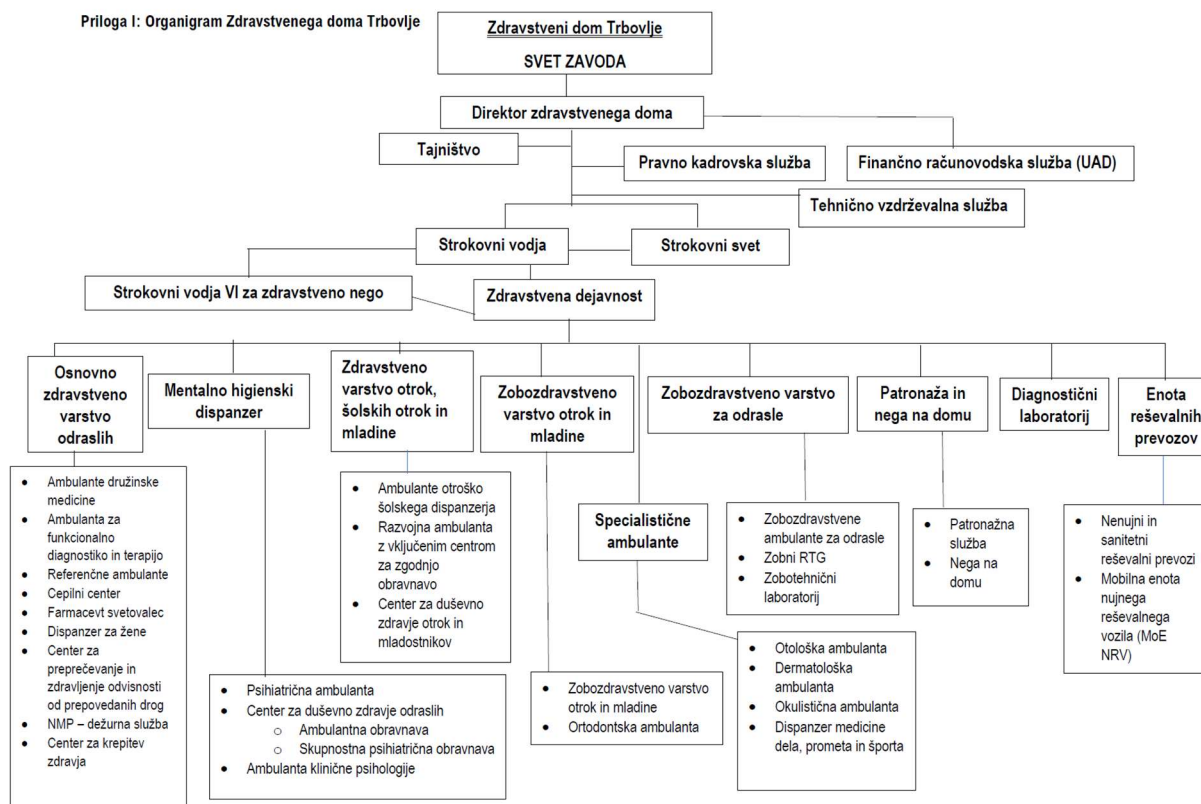 Priloga I: Organigram Zdravstvenega doma Trbovlje
Zdravstveni dom Trbovlje
SVET ZAVODA
Direktor zdravstvenega doma
Tajništvo
Pravno kadrovska služba
Finančno računovodska služba (UAD)
Tehnično vzdrževalna služba
Strokovni vodja
Strokovni svet
Strokovni vodja VI za zdravstveno nego
Zdravstvena dejavnost
Osnovno
zdravstveno
varstvo
odraslih
Mentalno higienski
dispanzer
Zdravstveno
varstvo otrok,
šolskih otrok in
mladine
Zobozdravstveno
varstvo otrok in
mladine
Zobozdravstveno varstvo
za odrasle
Patronaža in
nega na domu
Diagnostični
laboratorij
Enota
reševalnih
prevozov
• Ambulante družinske
medicine
• Ambulanta za
funkcionalno
diagnostiko in terapijo
• Referenčne ambulante
• Cepilni center
• Farmacevt svetovalec
• Dispanzer za žene
• Center za
preprečevanje in
zdravljenje odvisnosti
od prepovedanih drog
• NMP – dežurna služba
• Center za krepitev
zdravja
• Psihiatrična ambulanta
• Center za duševno zdravje odraslih
o Ambulantna obravnava
o Skupnostna psihiatrična obravnava
• Ambulanta klinične psihologije
• Ambulante otroško
šolskega dispanzerja
• Razvojna ambulanta
z vključenim centrom
za zgodnjo
obravnavo
• Center za duševno
zdravje otrok in
mladostnikov
• Zobozdravstveno varstvo
otrok in mladine
• Ortodontska ambulanta
Specialistične
ambulante
• Otološka ambulanta
• Dermatološka
ambulanta
• Okulistična ambulanta
• Dispanzer medicine
dela, prometa in športa
• Zobozdravstvene
ambulante za odrasle
• Zobni RTG
• Zobotehnični
laboratorij
• Patronažna
služba
• Nega na
domu
• Nenujni in
sanitetni
reševalni prevozi
• Mobilna enota
nujnega
reševalnega
vozila (MoE
NRV)